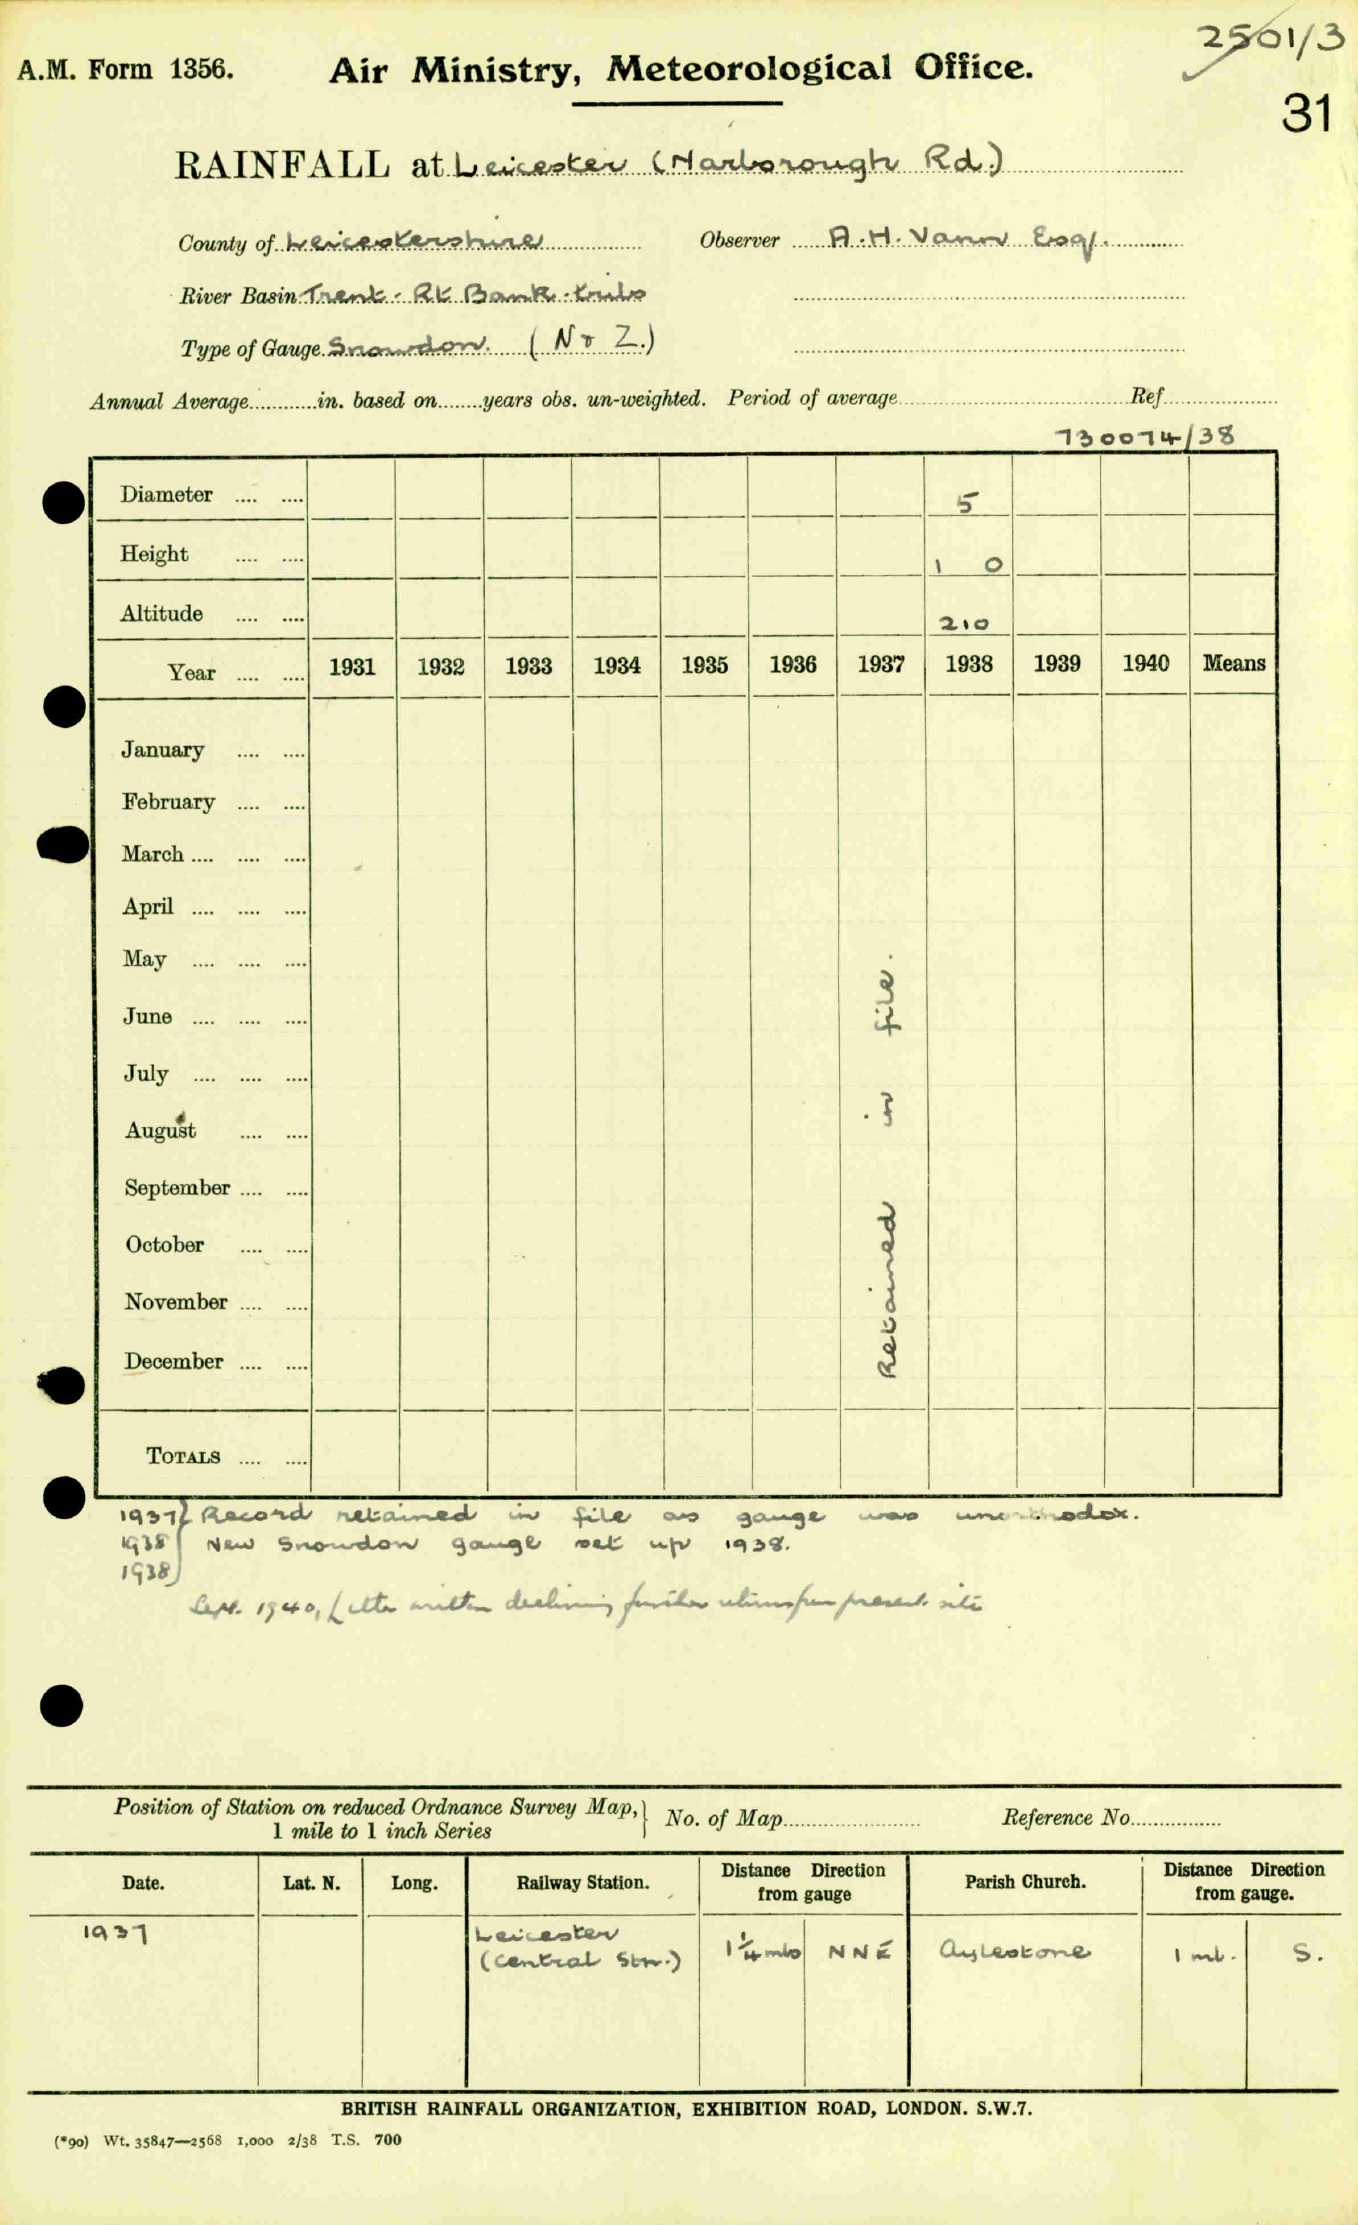 2501/3
A.M. Form 1356. Air Ministry, Meteorological Office.
31
RAINFALL at Leicester (Narborough Rd.)
County of Leicestershire Observer A.H. Vann Esq.
River Basin Trent. Rt Bank tribs
Type of Gauge Snowdon. (No Z.)
Annual Average in. based on years obs. un-weighted. Period of average Ref
730074/38
Diameter 5
Height 1 0
Altitude 210
Year 1931 1932 1933 1934 1935 1936 1937 1938 1939 1940 Means
January
February
March
April
May
June
July
August
September
October
November
December
Retained in file.
TOTALS
1937 Record retained in file as gauge was unorthodox.
1938 New Snowdon gauge set up 1938.
1938
Sept. 1940, Letter written declining further returns from present site
Position of Station on reduced Ordnance Survey Map, No. of Map Reference No.
1 mile to 1 inch Series
Date. Lat. N. Long. Railway Station. Distance Direction from gauge Parish Church. Distance Direction from gauge.
1937 Leicester (Central Stn.) 1¼ mls NNE Aylestone 1 ml. S.
BRITISH RAINFALL ORGANIZATION, EXHIBITION ROAD, LONDON. S.W.7.
(*90) Wt. 35847—2568 1,000 2/38 T.S. 700